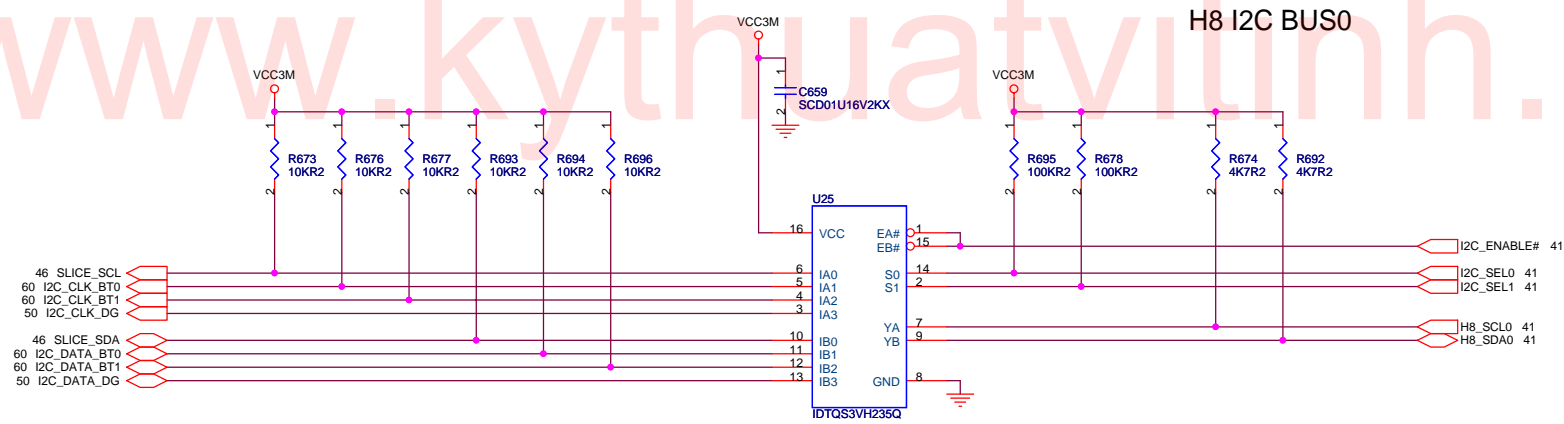 H8 I2C BUS0
www.kythuatvitinh.
VCC3M
VCC3M
VCC3M
1
C659
SCD01U16V2KX
2
1 1 1 1 1 1
R673 R676 R677 R693 R694 R696
10KR2 10KR2 10KR2 10KR2 10KR2 10KR2
2 2 2 2 2 2
1 1 1 1
R695 R678 R674 R692
100KR2 100KR2 4K7R2 4K7R2
2 2 2 2
U25
16 VCC EA# 1
EB# 15 I2C_ENABLE# 41
46 SLICE_SCL 6 IA0 S0 14 I2C_SEL0 41
60 I2C_CLK_BT0 5 IA1 S1 2 I2C_SEL1 41
60 I2C_CLK_BT1 4 IA2
50 I2C_CLK_DG 3 IA3
YA 7 H8_SCL0 41
46 SLICE_SDA 10 IB0 YB 9 H8_SDA0 41
60 I2C_DATA_BT0 11 IB1
60 I2C_DATA_BT1 12 IB2
50 I2C_DATA_DG 13 IB3 GND 8
IDTQS3VH235Q